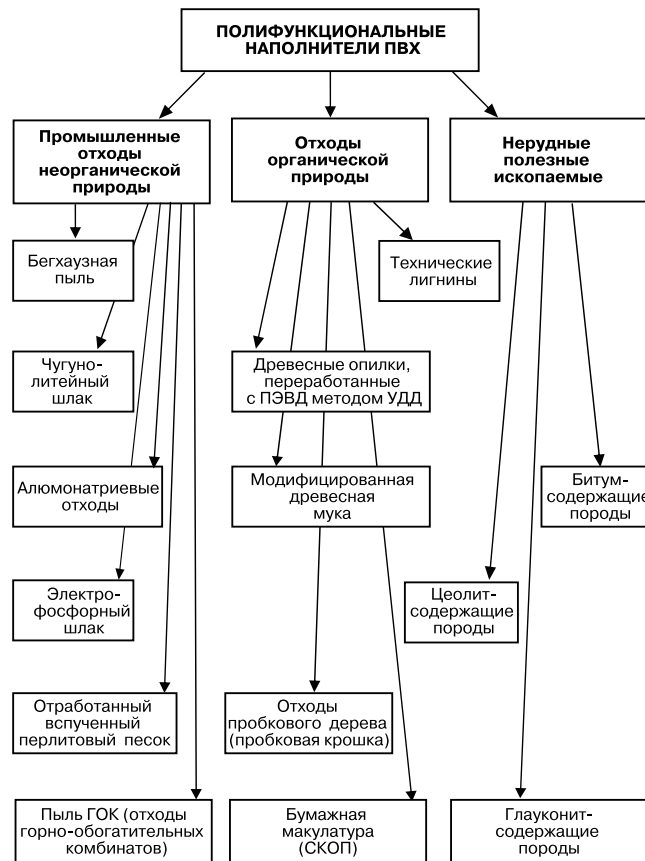 ПОЛИФУНКЦИОНАЛЬНЫЕ
НАПОЛНИТЕЛИ ПВХ
Промышленные
отходы
неорганической
природы
Отходы
органической
природы
Нерудные
полезные
ископаемые
Бегхаузная
пыль
Технические
лигнины
Чугуно-
литейный
шлак
Древесные опилки,
переработанные
с ПЭВД методом УДД
Алюмонатриевые
отходы
Модифицированная
древесная
мука
Битум-
содержащие
породы
Электро-
фосфорный
шлак
Цеолит-
содержащие
породы
Отработанный
вспученный
перлитовый песок
Отходы
пробкового дерева
(пробковая крошка)
Пыль ГОК (отходы
горно-обогатительных
комбинатов)
Бумажная
макулатура
(СКОП)
Глауконит-
содержащие
породы